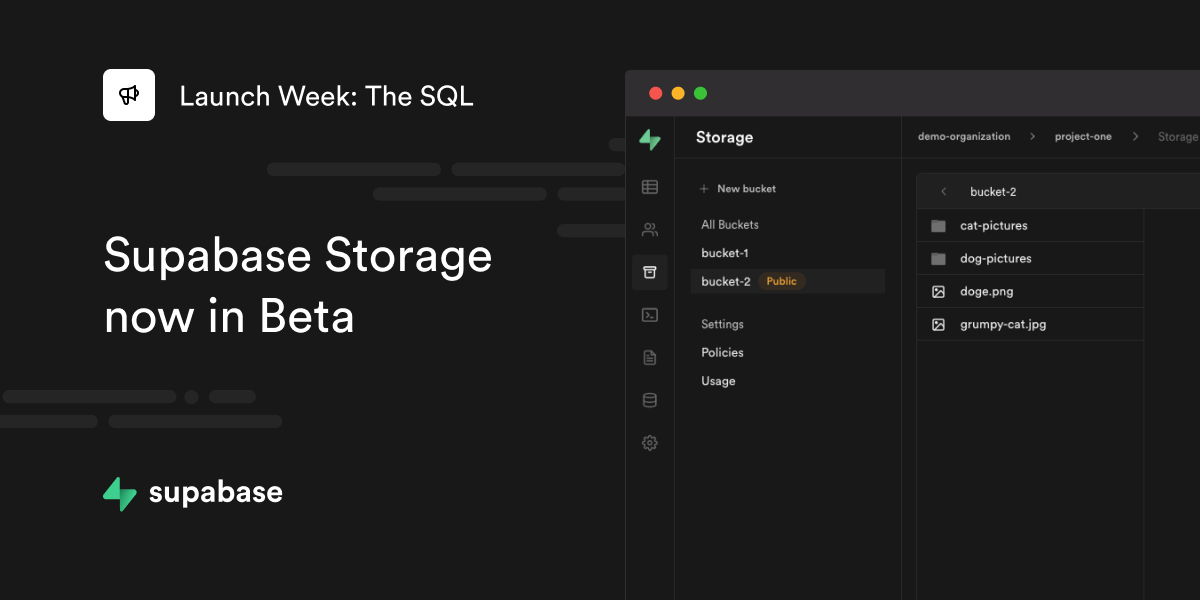 Launch Week: The SQL
Supabase Storage
now in Beta
supabase
Storage
demo-organization > project-one > Storage
New bucket
All Buckets
bucket-1
bucket-2 Public
Settings
Policies
Usage
bucket-2
cat-pictures
dog-pictures
doge.png
grumpy-cat.jpg